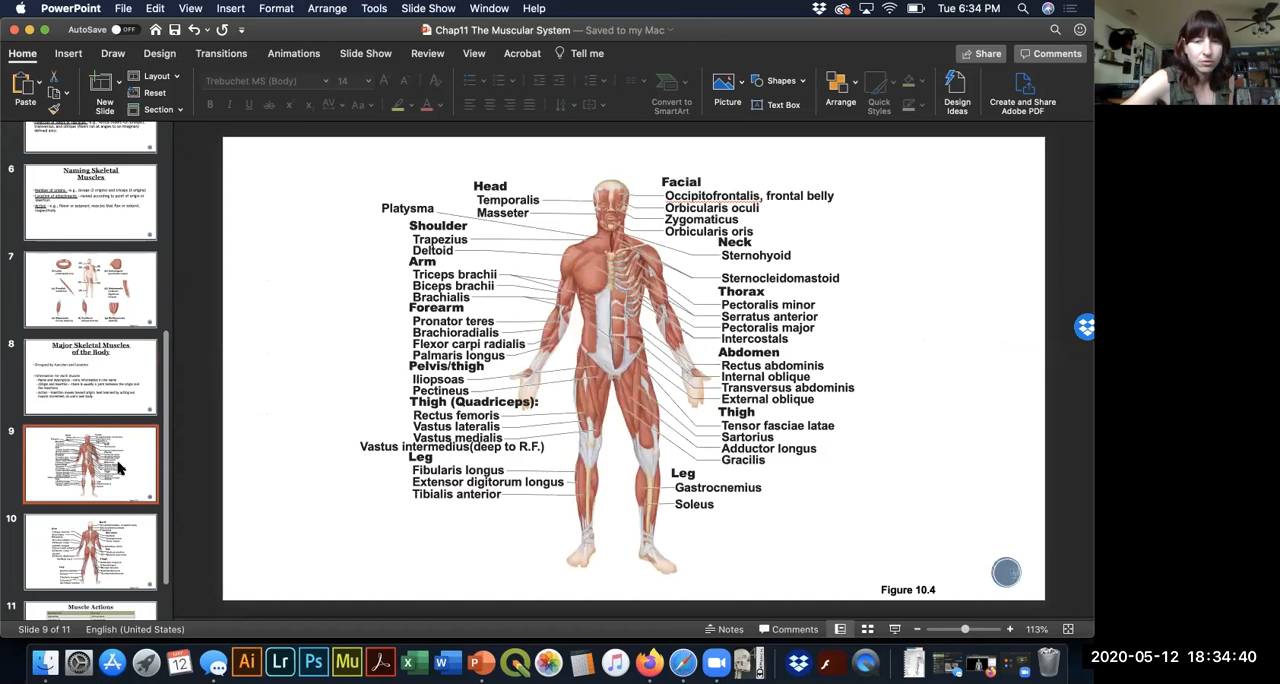 PowerPoint File Edit View Insert Format Arrange Tools Slide Show Window Help Tue 6:34 PM
AutoSave OFF Chap11 The Muscular System — Saved to my Mac
Home Insert Draw Design Transitions Animations Slide Show Review View Acrobat Tell me Share Comments
Paste
New
Slide
Layout
Reset
Section
Trebuchet MS (Body) 14
Convert to
SmartArt
Picture
Shapes
Text Box
Arrange
Quick
Styles
Design
Ideas
Create and Share
Adobe PDF
6
Naming Skeletal
Muscles
7
8
Major Skeletal Muscles
of the Body
9
10
11
Muscle Actions
Head
Temporalis
Masseter
Platysma
Shoulder
Trapezius
Deltoid
Arm
Triceps brachii
Biceps brachii
Brachialis
Forearm
Pronator teres
Brachioradialis
Flexor carpi radialis
Palmaris longus
Pelvis/thigh
Iliopsoas
Pectineus
Thigh (Quadriceps):
Rectus femoris
Vastus lateralis
Vastus medialis
Vastus intermedius(deep to R.F.)
Leg
Fibularis longus
Extensor digitorum longus
Tibialis anterior
Facial
Occipitofrontalis, frontal belly
Orbicularis oculi
Zygomaticus
Orbicularis oris
Neck
Sternohyoid
Sternocleidomastoid
Thorax
Pectoralis minor
Serratus anterior
Pectoralis major
Intercostals
Abdomen
Rectus abdominis
Internal oblique
Transversus abdominis
External oblique
Thigh
Tensor fasciae latae
Sartorius
Adductor longus
Gracilis
Leg
Gastrocnemius
Soleus
Figure 10.4
Slide 9 of 11 English (United States) Notes Comments 113%
MAY
12
Ai Lr Ps Mu
2020-05-12 18:34:40